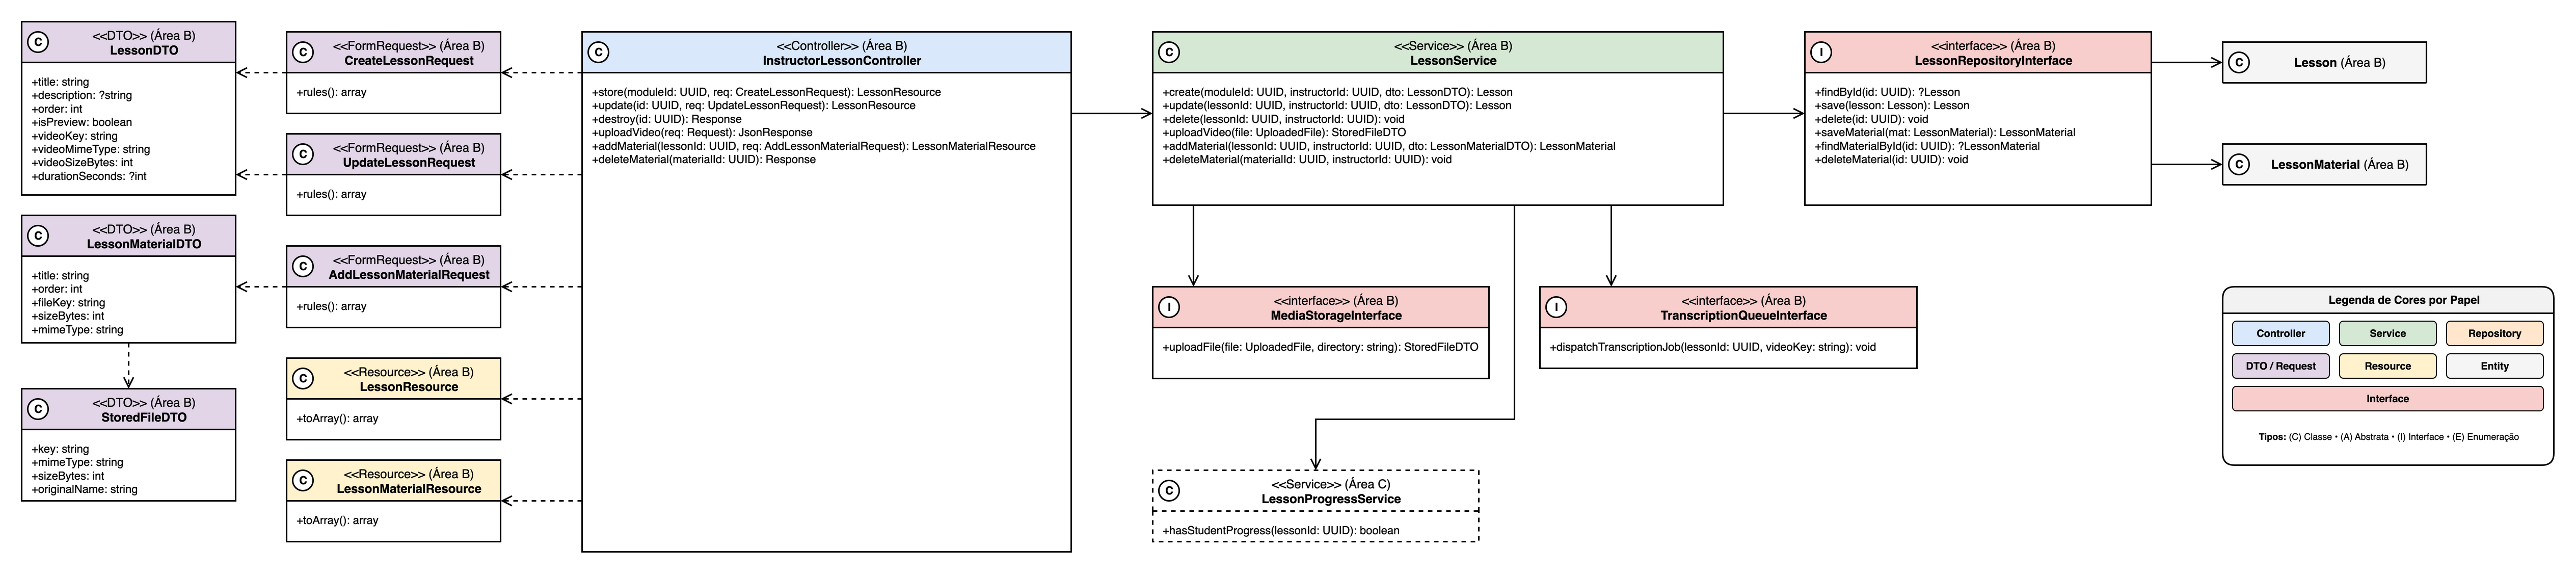 C
<<DTO>> (Área B)
LessonDTO
+title: string
+description: ?string
+order: int
+isPreview: boolean
+videoKey: string
+videoMimeType: string
+videoSizeBytes: int
+durationSeconds: ?int
C
<<DTO>> (Área B)
LessonMaterialDTO
+title: string
+order: int
+fileKey: string
+sizeBytes: int
+mimeType: string
C
<<DTO>> (Área B)
StoredFileDTO
+key: string
+mimeType: string
+sizeBytes: int
+originalName: string
C
<<FormRequest>> (Área B)
CreateLessonRequest
+rules(): array
C
<<FormRequest>> (Área B)
UpdateLessonRequest
+rules(): array
C
<<FormRequest>> (Área B)
AddLessonMaterialRequest
+rules(): array
C
<<Resource>> (Área B)
LessonResource
+toArray(): array
C
<<Resource>> (Área B)
LessonMaterialResource
+toArray(): array
C
<<Controller>> (Área B)
InstructorLessonController
+store(moduleId: UUID, req: CreateLessonRequest): LessonResource
+update(id: UUID, req: UpdateLessonRequest): LessonResource
+destroy(id: UUID): Response
+uploadVideo(req: Request): JsonResponse
+addMaterial(lessonId: UUID, req: AddLessonMaterialRequest): LessonMaterialResource
+deleteMaterial(materialId: UUID): Response
C
<<Service>> (Área B)
LessonService
+create(moduleId: UUID, instructorId: UUID, dto: LessonDTO): Lesson
+update(lessonId: UUID, instructorId: UUID, dto: LessonDTO): Lesson
+delete(lessonId: UUID, instructorId: UUID): void
+uploadVideo(file: UploadedFile): StoredFileDTO
+addMaterial(lessonId: UUID, instructorId: UUID, dto: LessonMaterialDTO): LessonMaterial
+deleteMaterial(materialId: UUID, instructorId: UUID): void
I
<<interface>> (Área B)
MediaStorageInterface
+uploadFile(file: UploadedFile, directory: string): StoredFileDTO
I
<<interface>> (Área B)
TranscriptionQueueInterface
+dispatchTranscriptionJob(lessonId: UUID, videoKey: string): void
C
<<Service>> (Área C)
LessonProgressService
+hasStudentProgress(lessonId: UUID): boolean
I
<<interface>> (Área B)
LessonRepositoryInterface
+findById(id: UUID): ?Lesson
+save(lesson: Lesson): Lesson
+delete(id: UUID): void
+saveMaterial(mat: LessonMaterial): LessonMaterial
+findMaterialById(id: UUID): ?LessonMaterial
+deleteMaterial(id: UUID): void
C
Lesson (Área B)
C
LessonMaterial (Área B)
Legenda de Cores por Papel
Controller
Service
Repository
DTO / Request
Resource
Entity
Interface
Tipos: (C) Classe • (A) Abstrata • (I) Interface • (E) Enumeração